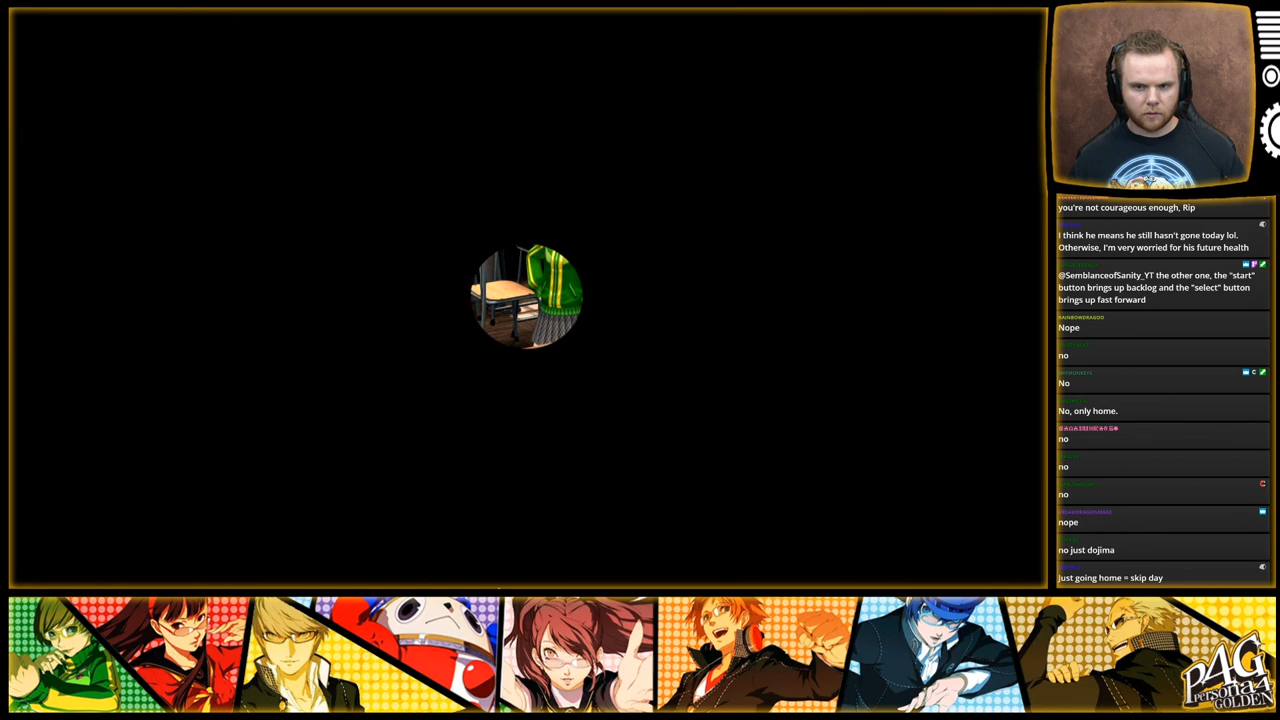 you're not courageous enough, Rip
I think he means he still hasn't gone today lol.
Otherwise, I'm very worried for his future health
@SemblanceofSanity_YT the other one, the "start"
button brings up backlog and the "select" button
brings up fast forward
RAINBOWDRAGOO
Nope
no
No
No, only home.
no
no
no
nope
no just dojima
Just going home = skip day
P4G
Persona4
GOLDEN